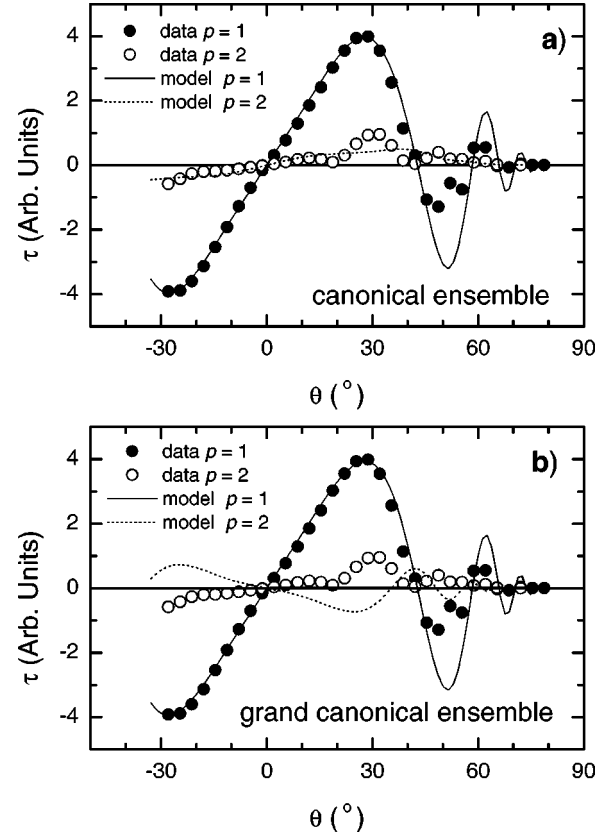 a)
data p = 1
data p = 2
model p = 1
model p = 2
4
2
0
-2
-4
τ (Arb. Units)
canonical ensemble
-30 0 30 60 90
θ (°)
b)
data p = 1
data p = 2
model p = 1
model p = 2
4
2
0
-2
-4
τ (Arb. Units)
grand canonical ensemble
-30 0 30 60 90
θ (°)